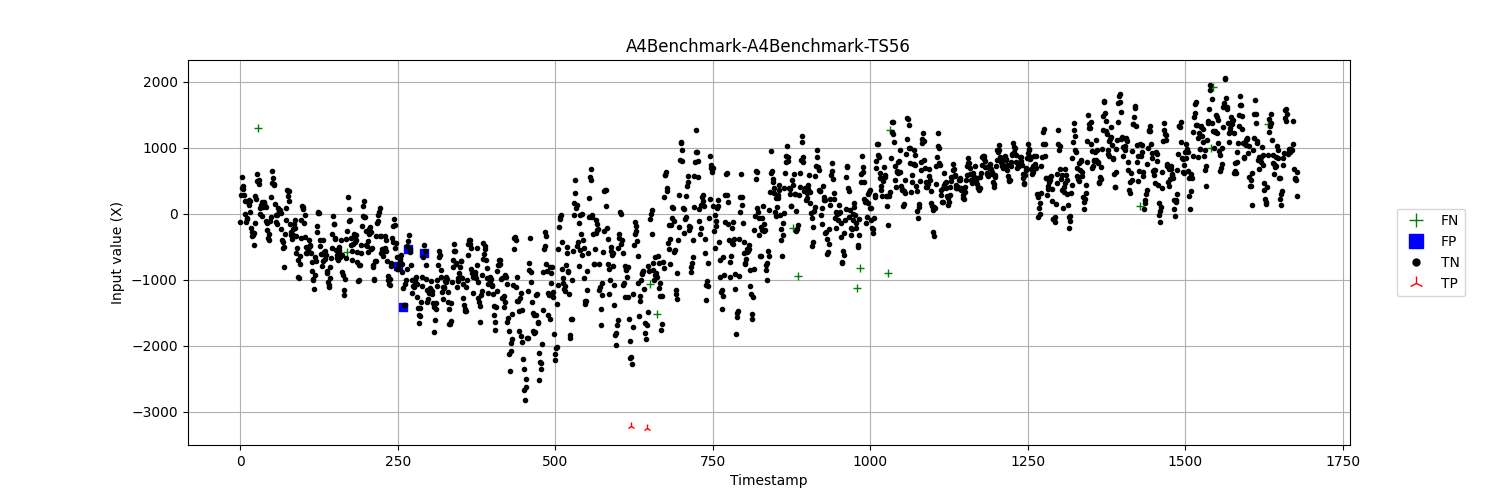 A4Benchmark-A4Benchmark-TS56
2000
1000
0
−1000
−2000
−3000
Input value (X)
0 250 500 750 1000 1250 1500 1750
Timestamp
FN
FP
TN
TP